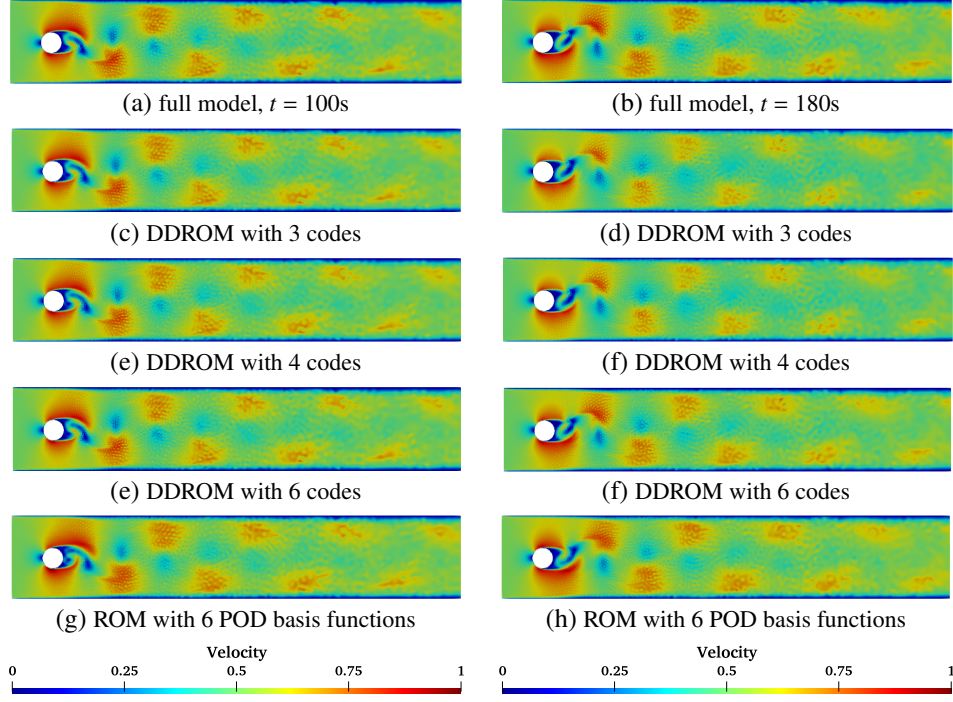 (a) full model, t = 100s
(b) full model, t = 180s
(c) DDROM with 3 codes
(d) DDROM with 3 codes
(e) DDROM with 4 codes
(f) DDROM with 4 codes
(e) DDROM with 6 codes
(f) DDROM with 6 codes
(g) ROM with 6 POD basis functions
(h) ROM with 6 POD basis functions
Velocity
0 0.25 0.5 0.75 1
Velocity
0 0.25 0.5 0.75 1